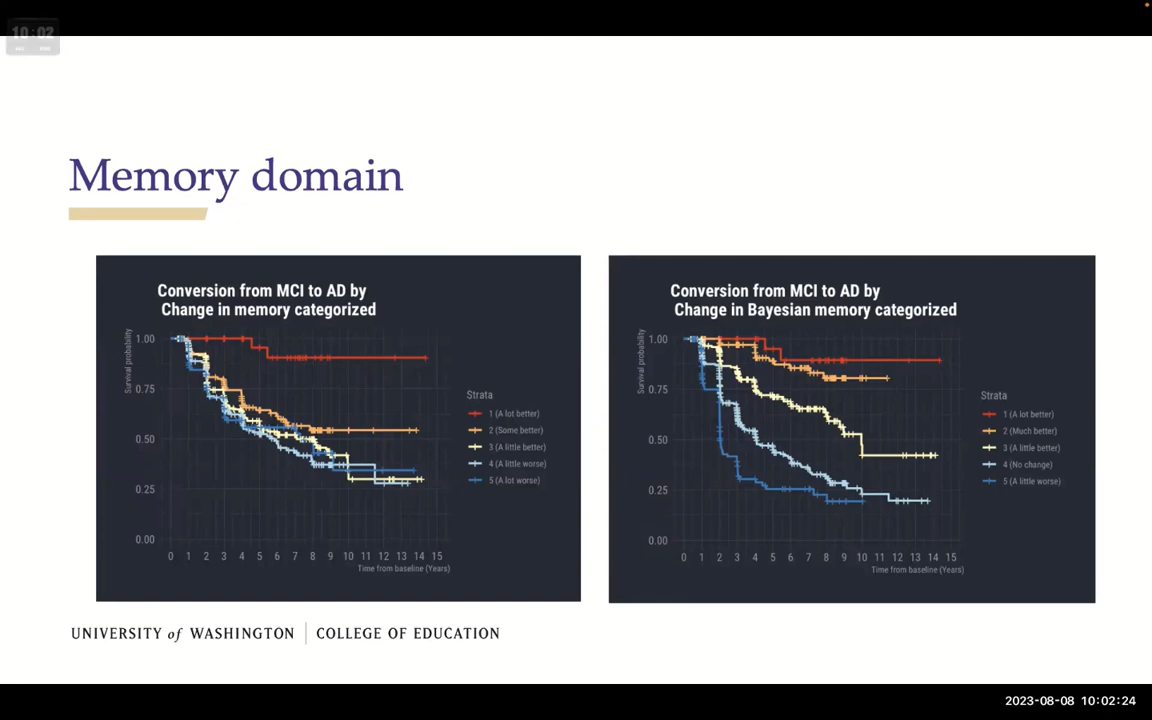 10:02
Memory domain
Conversion from MCI to AD by
Change in memory categorized
Survival probability
1.00
0.75
0.50
0.25
0.00
0 1 2 3 4 5 6 7 8 9 10 11 12 13 14 15
Time from baseline (Years)
Strata
1 (A lot better)
2 (Some better)
3 (A little better)
4 (A little worse)
5 (A lot worse)
Conversion from MCI to AD by
Change in Bayesian memory categorized
Survival probability
1.00
0.75
0.50
0.25
0.00
0 1 2 3 4 5 6 7 8 9 10 11 12 13 14 15
Time from baseline (Years)
Strata
1 (A lot better)
2 (Much better)
3 (A little better)
4 (No change)
5 (A little worse)
UNIVERSITY of WASHINGTON | COLLEGE OF EDUCATION
2023-08-08 10:02:24